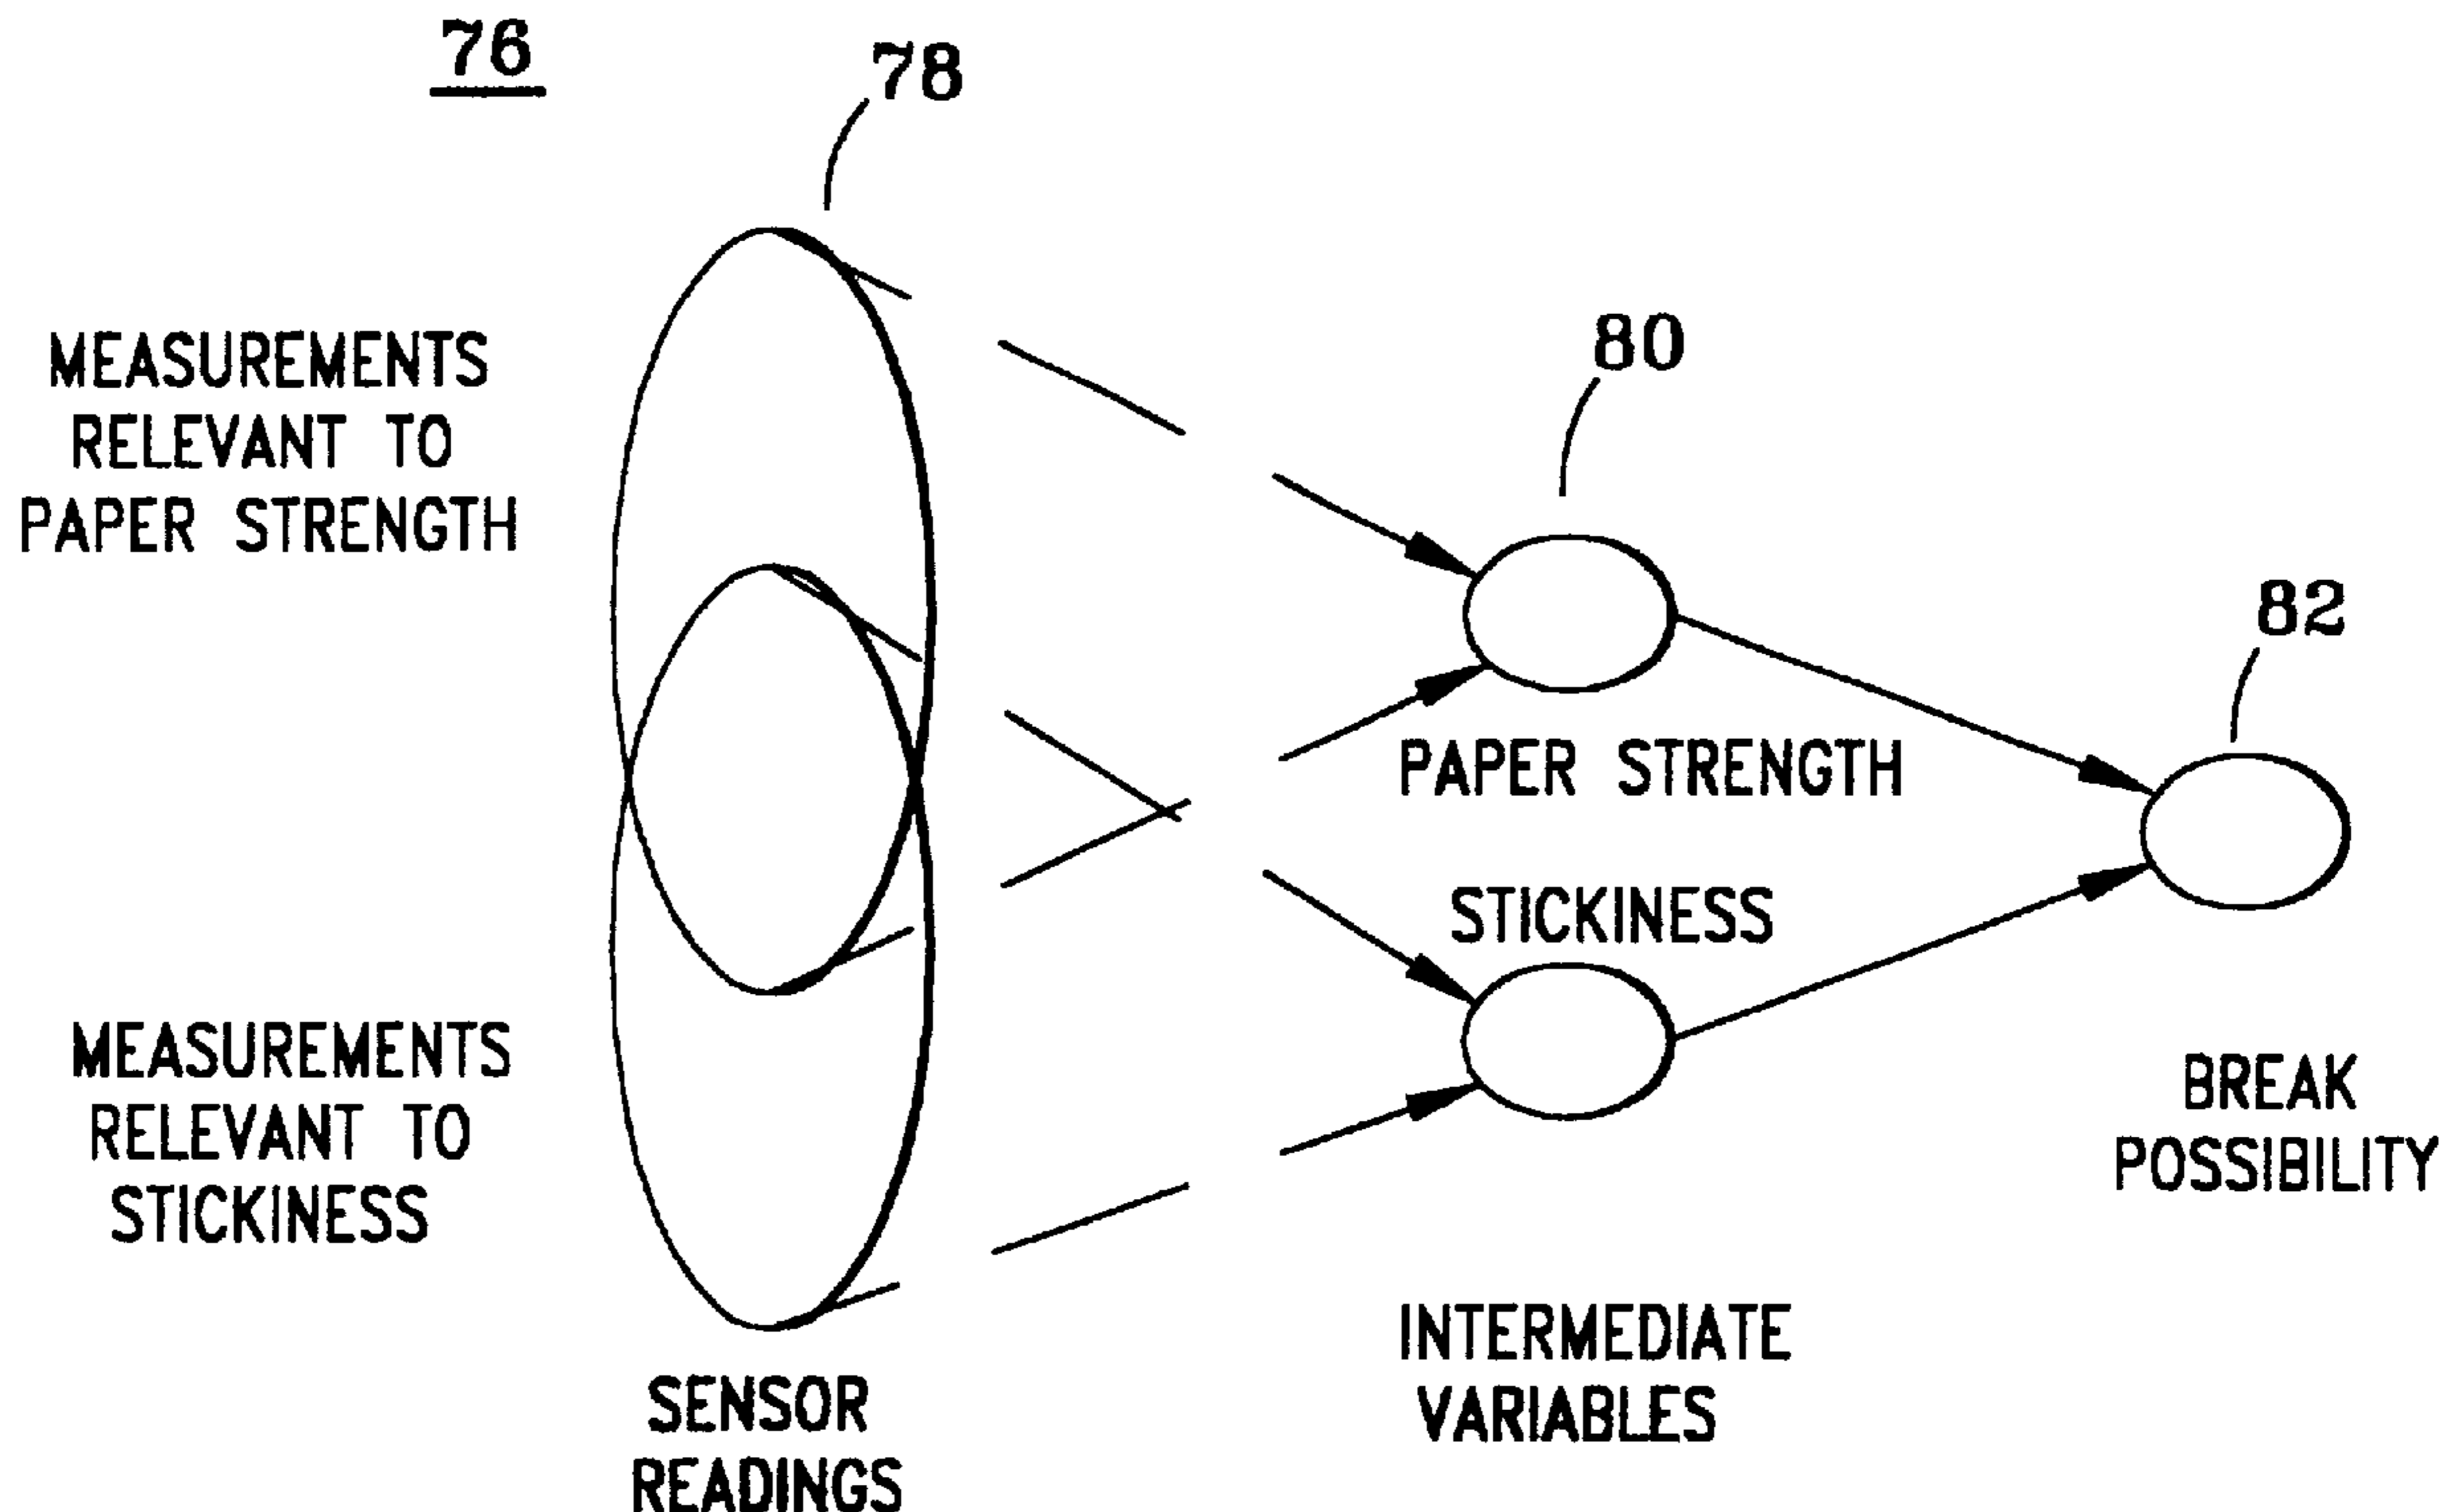 76
78
MEASUREMENTS
RELEVANT TO
PAPER STRENGTH
80
82
PAPER STRENGTH
STICKINESS
MEASUREMENTS
RELEVANT TO
STICKINESS
BREAK
POSSIBILITY
INTERMEDIATE
VARIABLES
SENSOR
READINGS